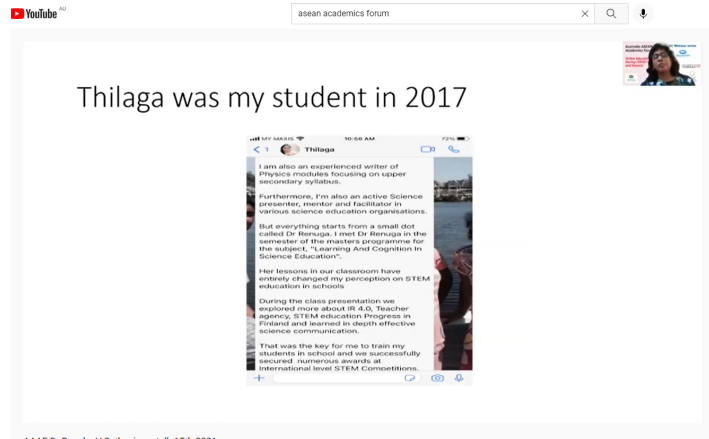 YouTube AU
asean academics forum
Thilaga was my student in 2017
MY MAXIS 10:56 AM 72%
1 Thilaga
I am also an experienced writer of
Physics modules focusing on upper
secondary syllabus.
Furthermore, I'm also an active Science
presenter, mentor and facilitator in
various science education organisations.
But everything starts from a small dot
called Dr Renuga. I met Dr Renuga in the
semester of the masters programme for
the subject, "Learning And Cognition In
Science Education".
Her lessons in our classroom have
entirely changed my perception on STEM
education in schools
During the class presentation we
explored more about IR 4.0, Teacher
agency, STEM education Progress in
Finland and learned in depth effective
science communication.
That was the key for me to train my
students in school and we successfully
secured numerous awards at
International level STEM Competitions.